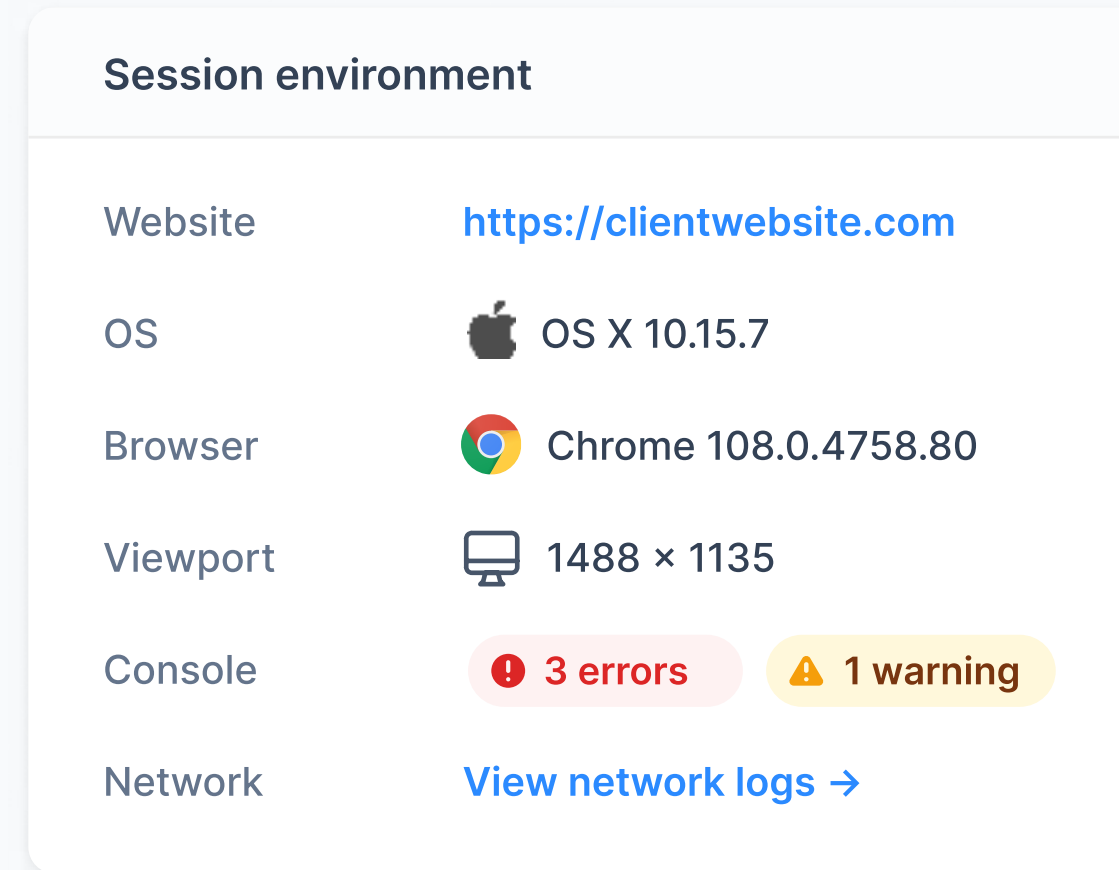 Session environment
Website https://clientwebsite.com
OS OS X 10.15.7
Browser Chrome 108.0.4758.80
Viewport 1488 × 1135
Console 3 errors 1 warning
Network View network logs →